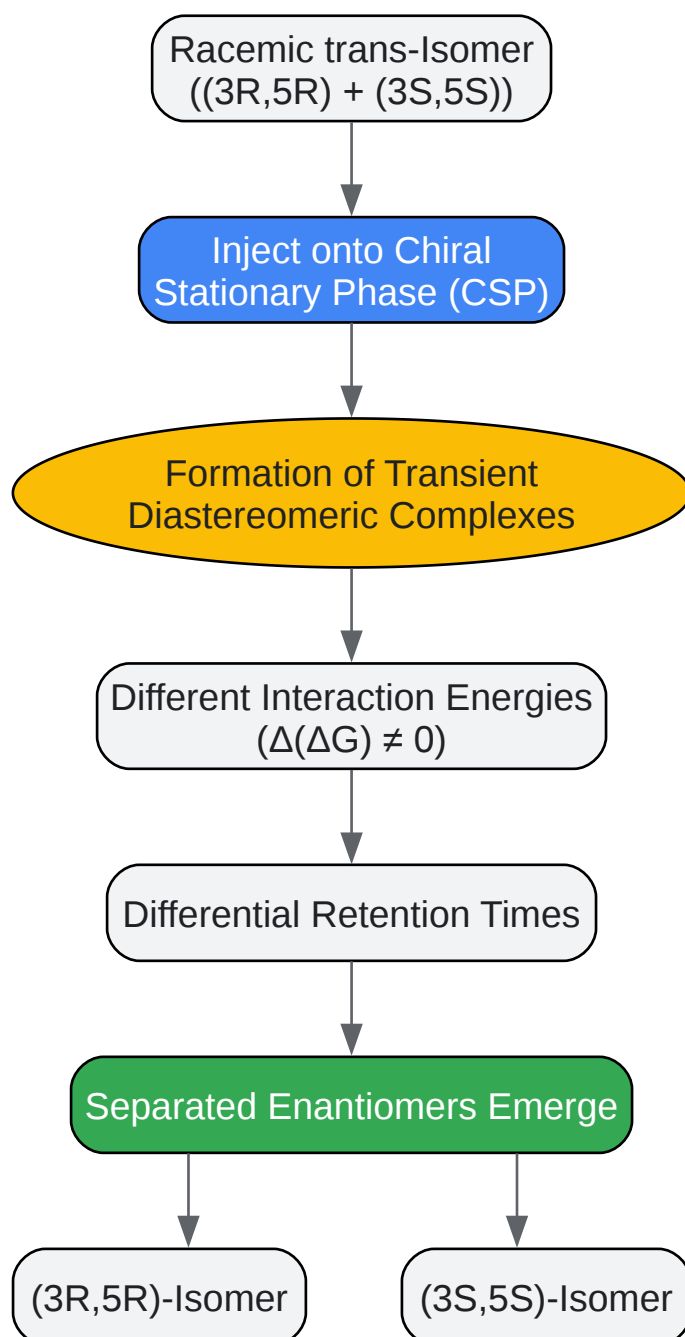 Racemic trans-Isomer
((3R,5R) + (3S,5S))
Inject onto Chiral
Stationary Phase (CSP)
Formation of Transient
Diastereomeric Complexes
Different Interaction Energies
(Δ(ΔG) ≠ 0)
Differential Retention Times
Separated Enantiomers Emerge
(3R,5R)-Isomer
(3S,5S)-Isomer